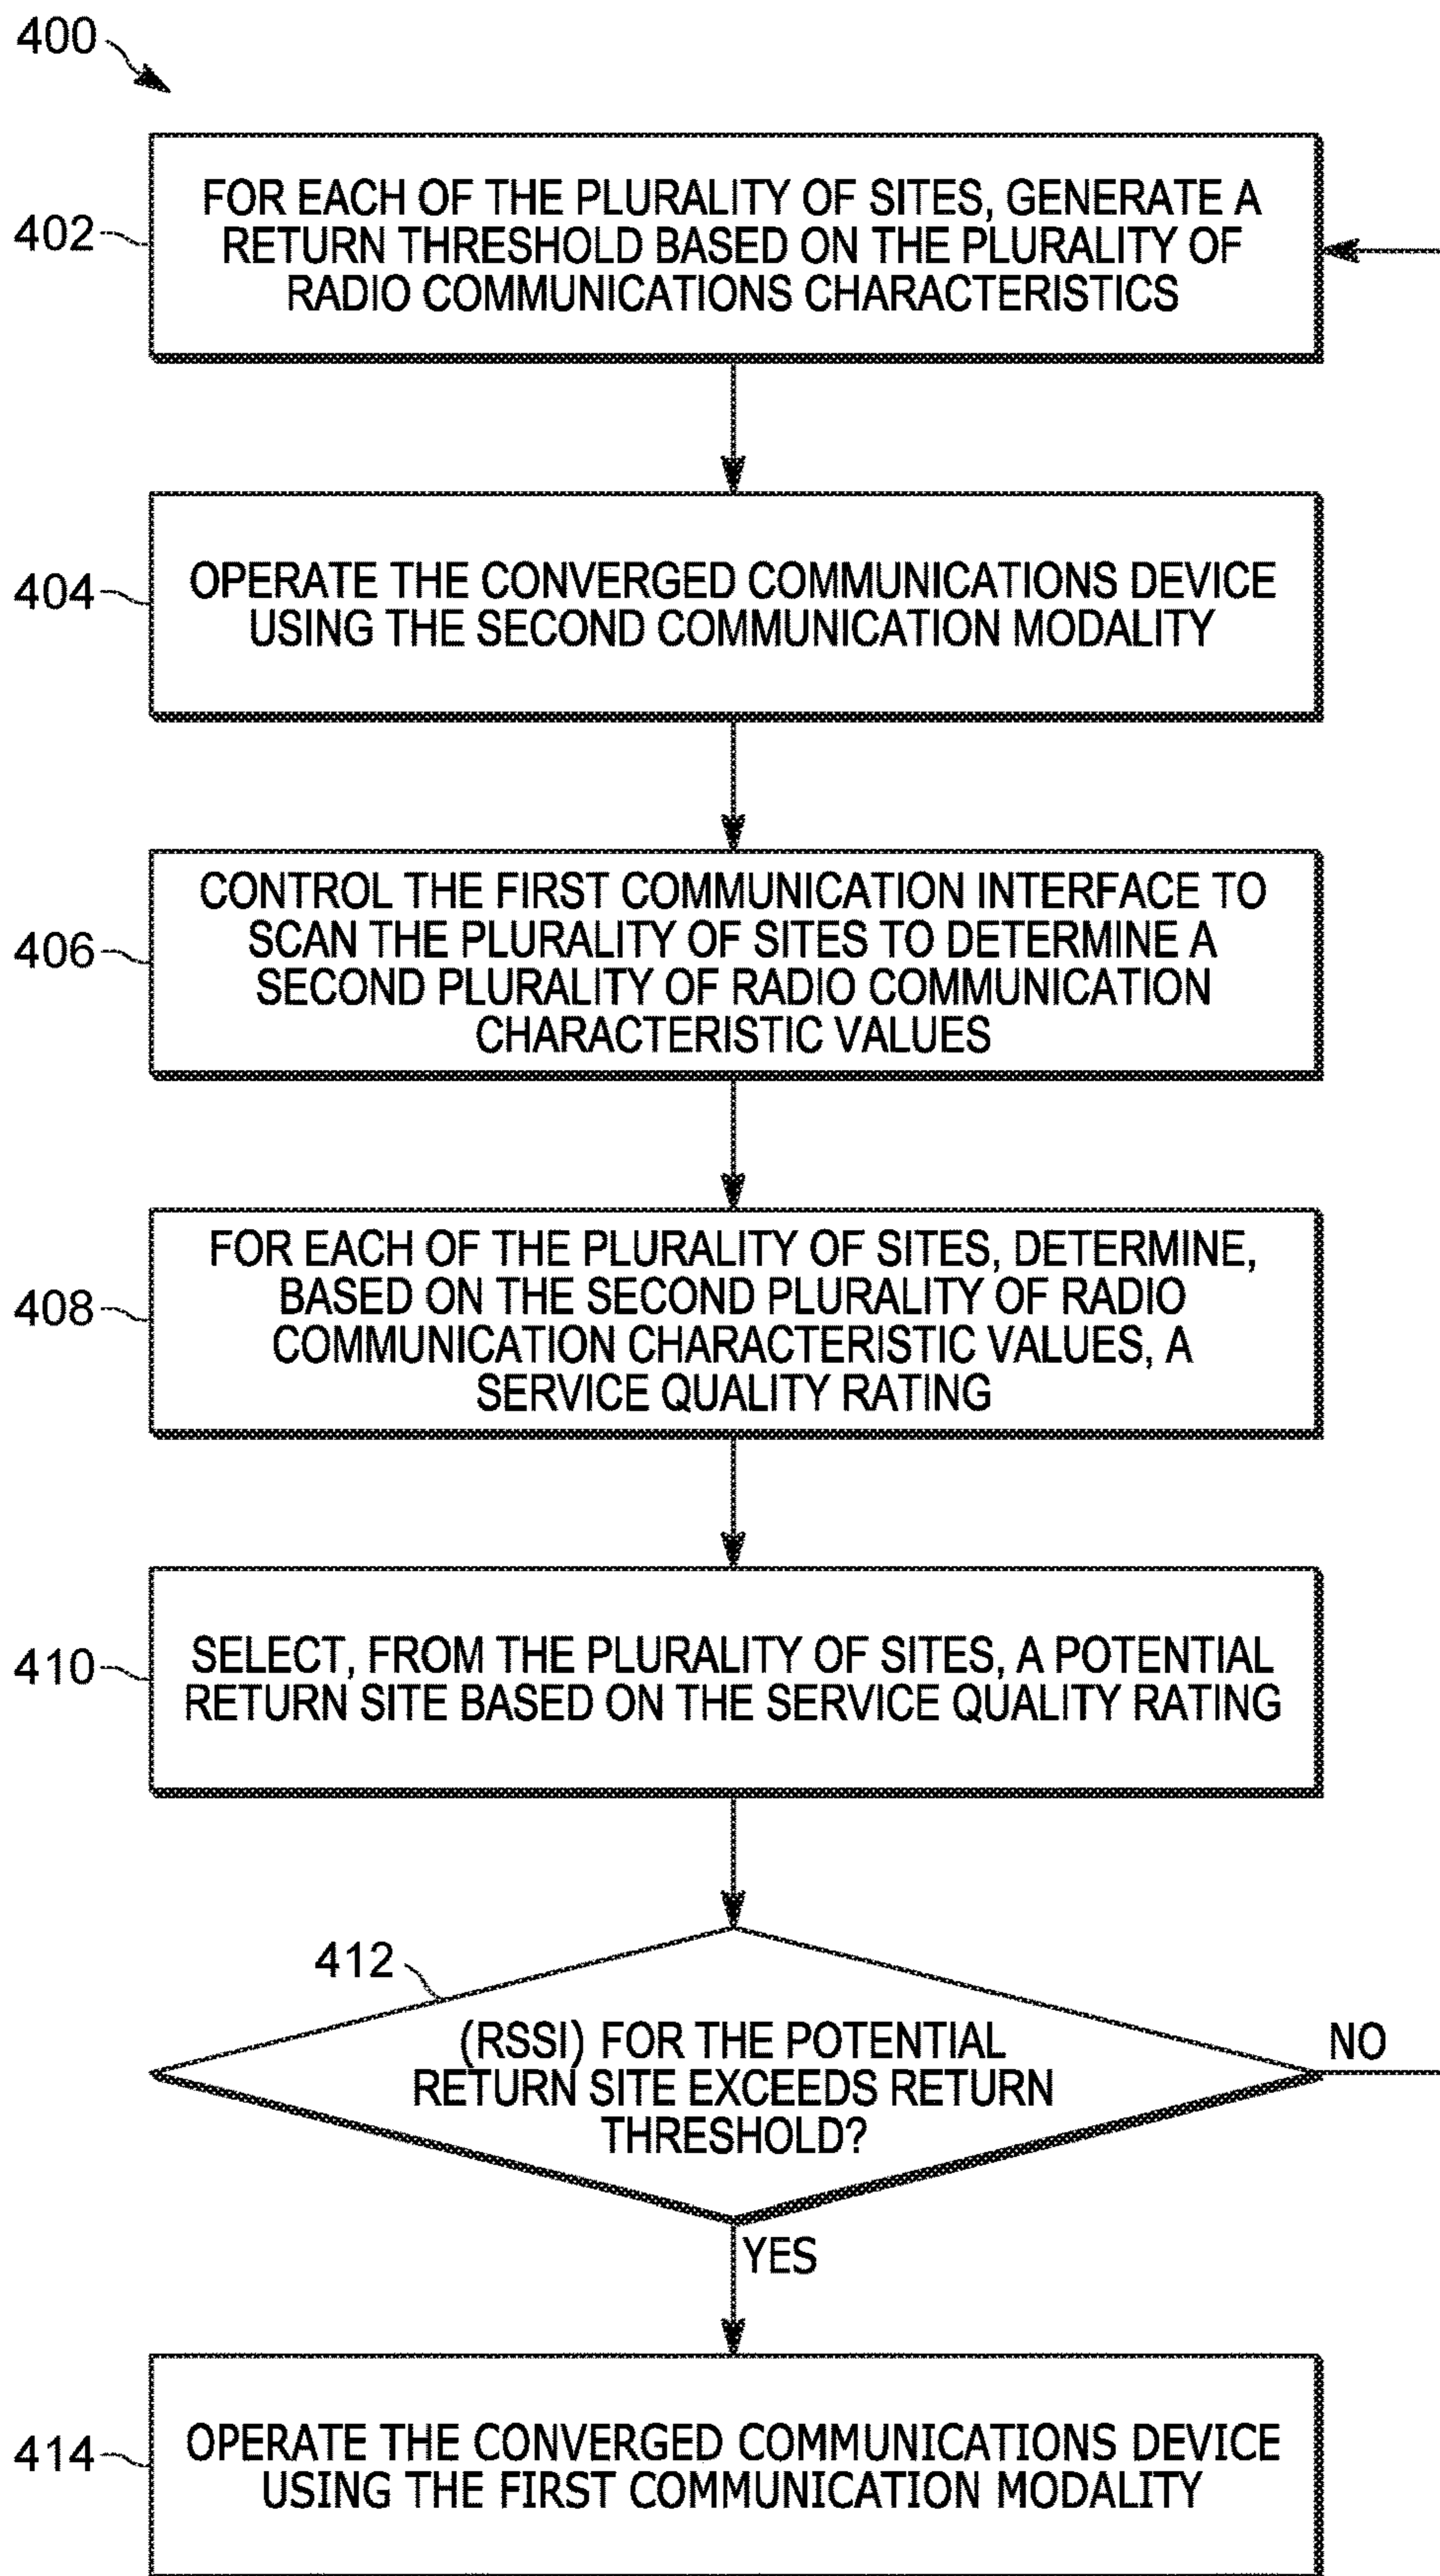 400
402
FOR EACH OF THE PLURALITY OF SITES, GENERATE A
RETURN THRESHOLD BASED ON THE PLURALITY OF
RADIO COMMUNICATIONS CHARACTERISTICS
404
OPERATE THE CONVERGED COMMUNICATIONS DEVICE
USING THE SECOND COMMUNICATION MODALITY
406
CONTROL THE FIRST COMMUNICATION INTERFACE TO
SCAN THE PLURALITY OF SITES TO DETERMINE A
SECOND PLURALITY OF RADIO COMMUNICATION
CHARACTERISTIC VALUES
408
FOR EACH OF THE PLURALITY OF SITES, DETERMINE,
BASED ON THE SECOND PLURALITY OF RADIO
COMMUNICATION CHARACTERISTIC VALUES, A
SERVICE QUALITY RATING
410
SELECT, FROM THE PLURALITY OF SITES, A POTENTIAL
RETURN SITE BASED ON THE SERVICE QUALITY RATING
412
(RSSI) FOR THE POTENTIAL
RETURN SITE EXCEEDS RETURN
THRESHOLD?
NO
YES
414
OPERATE THE CONVERGED COMMUNICATIONS DEVICE
USING THE FIRST COMMUNICATION MODALITY